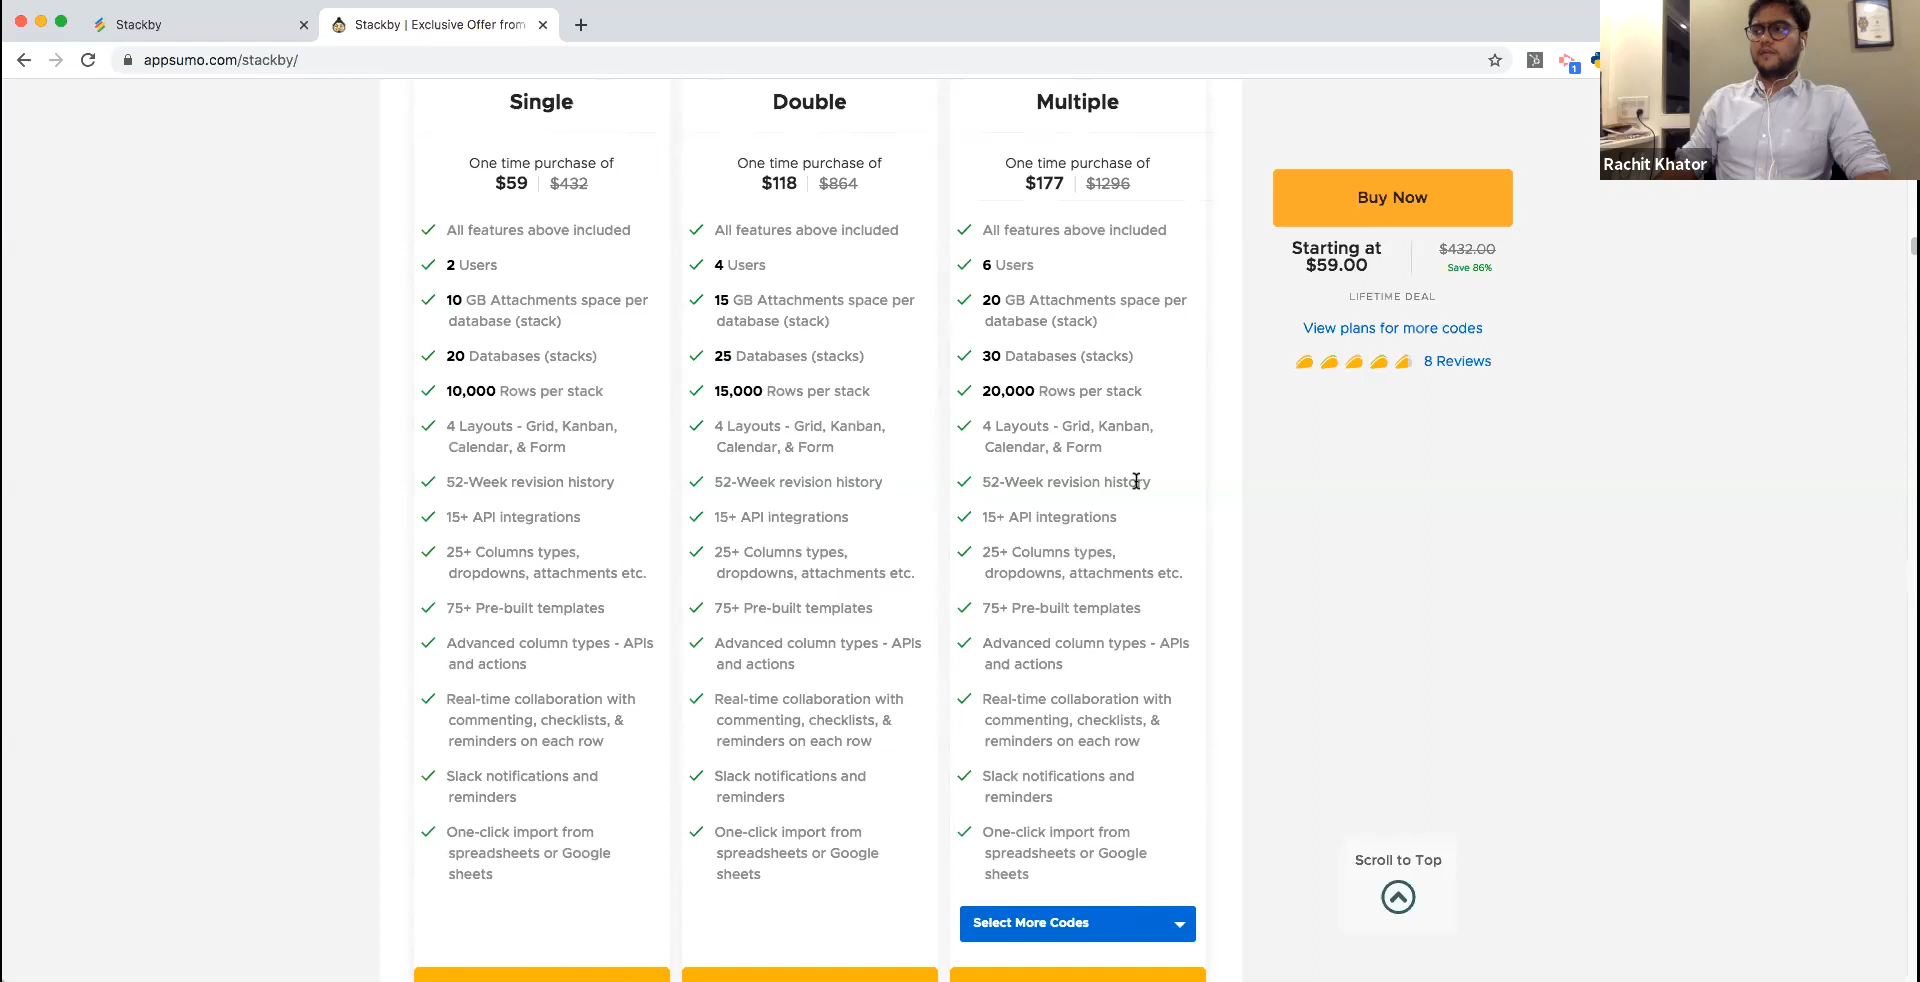 Stackby
Stackby | Exclusive Offer from
appsumo.com/stackby/
1
Rachit Khator
Single
One time purchase of
$59 | $432
All features above included
2 Users
10 GB Attachments space per
database (stack)
20 Databases (stacks)
10,000 Rows per stack
4 Layouts - Grid, Kanban,
Calendar, & Form
52-Week revision history
15+ API integrations
25+ Columns types,
dropdowns, attachments etc.
75+ Pre-built templates
Advanced column types - APIs
and actions
Real-time collaboration with
commenting, checklists, &
reminders on each row
Slack notifications and
reminders
One-click import from
spreadsheets or Google
sheets
Double
One time purchase of
$118 | $864
All features above included
4 Users
15 GB Attachments space per
database (stack)
25 Databases (stacks)
15,000 Rows per stack
4 Layouts - Grid, Kanban,
Calendar, & Form
52-Week revision history
15+ API integrations
25+ Columns types,
dropdowns, attachments etc.
75+ Pre-built templates
Advanced column types - APIs
and actions
Real-time collaboration with
commenting, checklists, &
reminders on each row
Slack notifications and
reminders
One-click import from
spreadsheets or Google
sheets
Multiple
One time purchase of
$177 | $1296
All features above included
6 Users
20 GB Attachments space per
database (stack)
30 Databases (stacks)
20,000 Rows per stack
4 Layouts - Grid, Kanban,
Calendar, & Form
52-Week revision history
15+ API integrations
25+ Columns types,
dropdowns, attachments etc.
75+ Pre-built templates
Advanced column types - APIs
and actions
Real-time collaboration with
commenting, checklists, &
reminders on each row
Slack notifications and
reminders
One-click import from
spreadsheets or Google
sheets
Select More Codes
Buy Now
Starting at
$59.00
$432.00
Save 86%
LIFETIME DEAL
View plans for more codes
8 Reviews
Scroll to Top